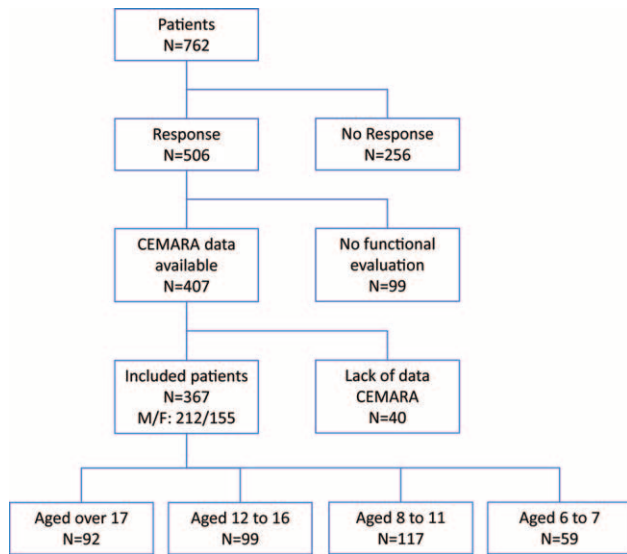 Patients
N=762
Response
N=506
No Response
N=256
CEMARA data
available
N=407
No functional
evaluation
N=99
Included patients
N=367
M/F: 212/155
Lack of data
CEMARA
N=40
Aged over 17
N=92
Aged 12 to 16
N=99
Aged 8 to 11
N=117
Aged 6 to 7
N=59